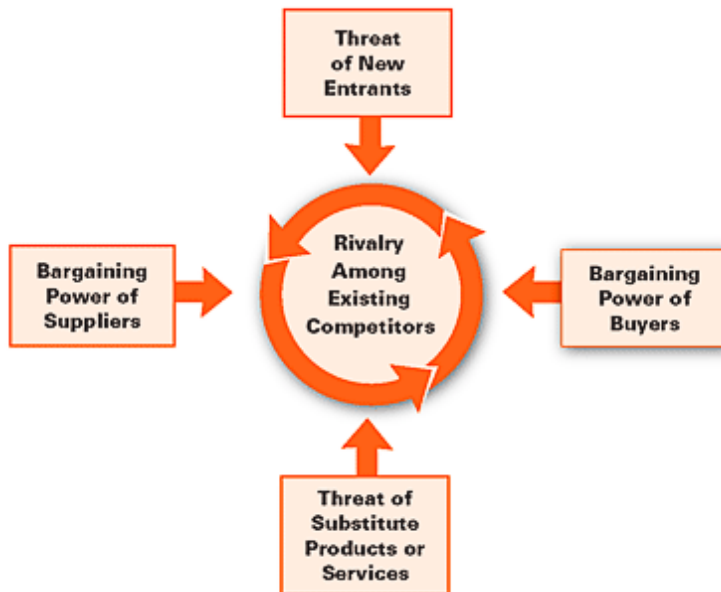 Threat
of New
Entrants
Rivalry
Among
Existing
Competitors
Bargaining
Power of
Suppliers
Bargaining
Power of
Buyers
Threat of
Substitute
Products or
Services